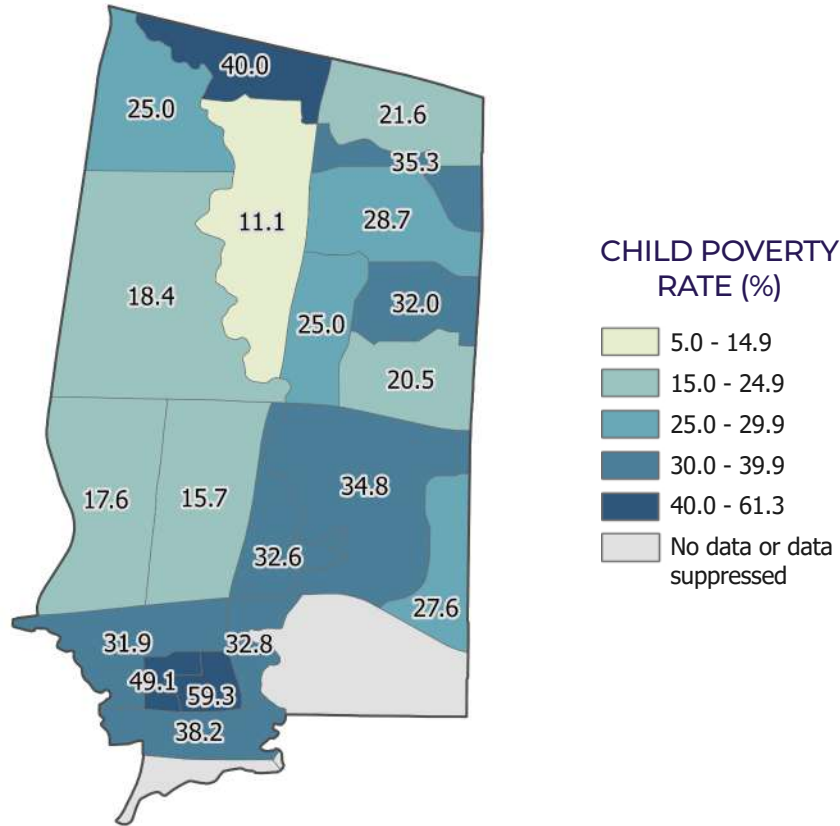 40.0
25.0
21.6
35.3
11.1
28.7
18.4
25.0
32.0
20.5
17.6
15.7
34.8
32.6
27.6
31.9
32.8
49.1
59.3
38.2
CHILD POVERTY
RATE (%)
5.0 - 14.9
15.0 - 24.9
25.0 - 29.9
30.0 - 39.9
40.0 - 61.3
No data or data
suppressed